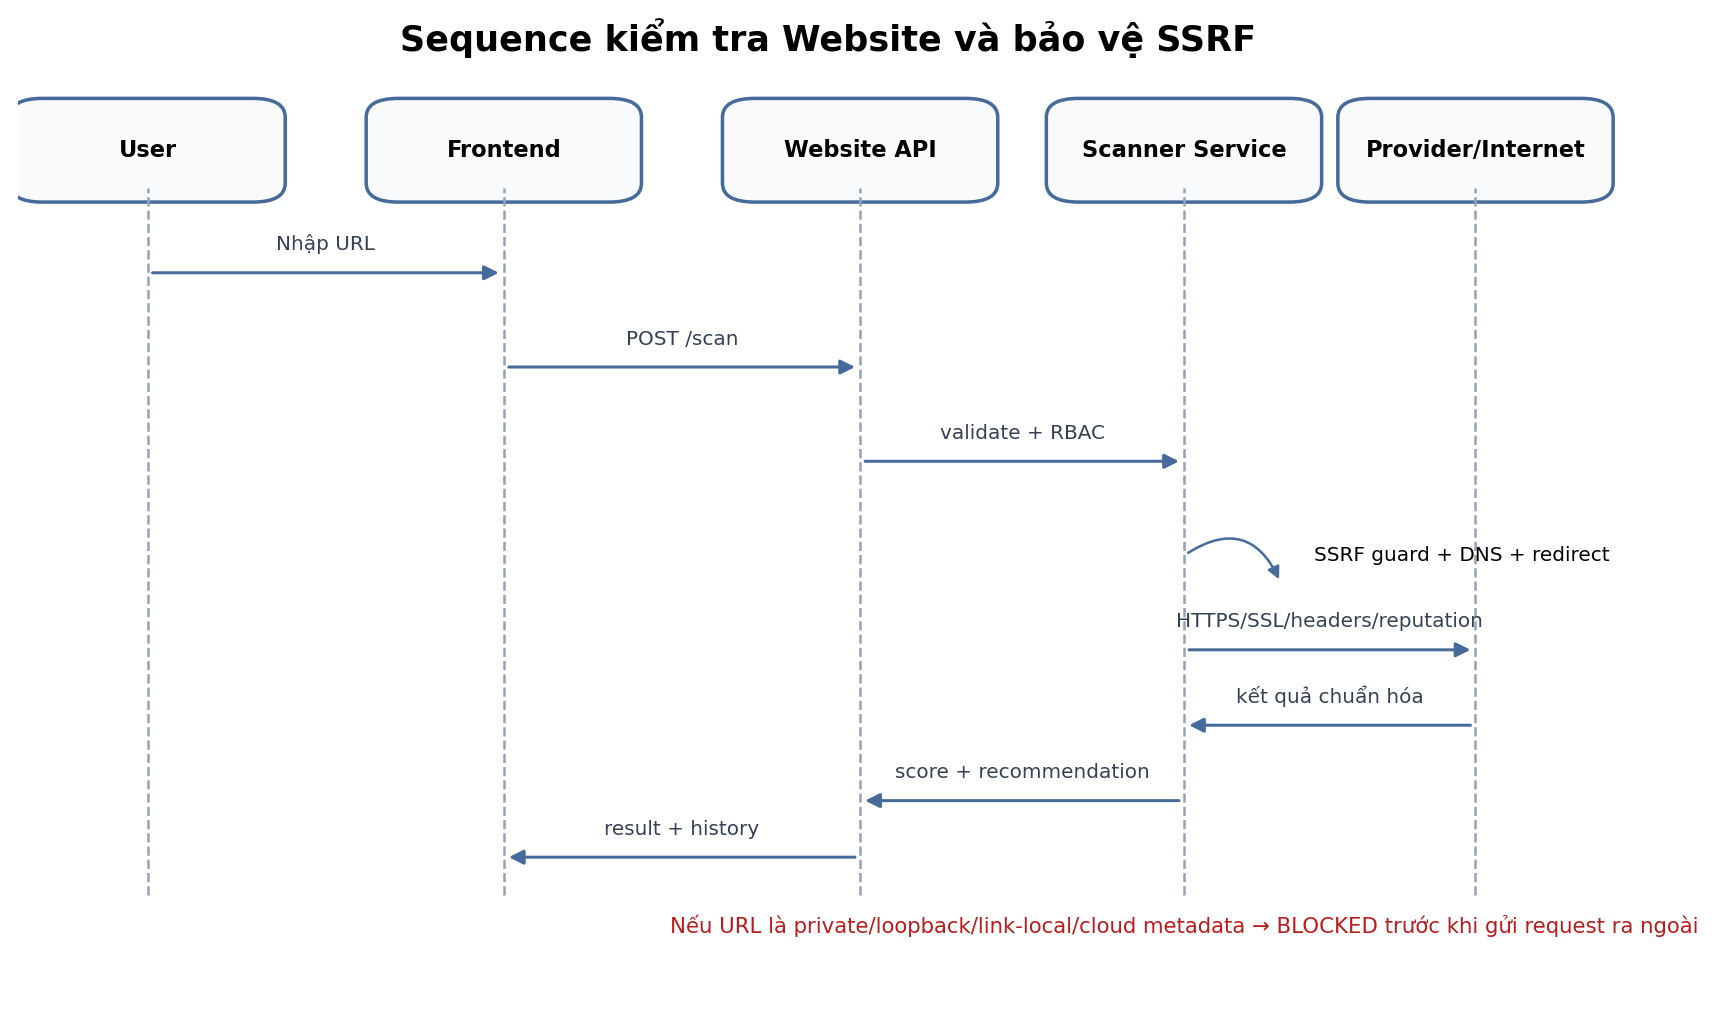 Sequence kiểm tra Website và bảo vệ SSRF
User
Frontend
Website API
Scanner Service
Provider/Internet
Nhập URL
POST /scan
validate + RBAC
SSRF guard + DNS + redirect
HTTPS/SSL/headers/reputation
kết quả chuẩn hóa
score + recommendation
result + history
Nếu URL là private/loopback/link-local/cloud metadata → BLOCKED trước khi gửi request ra ngoài